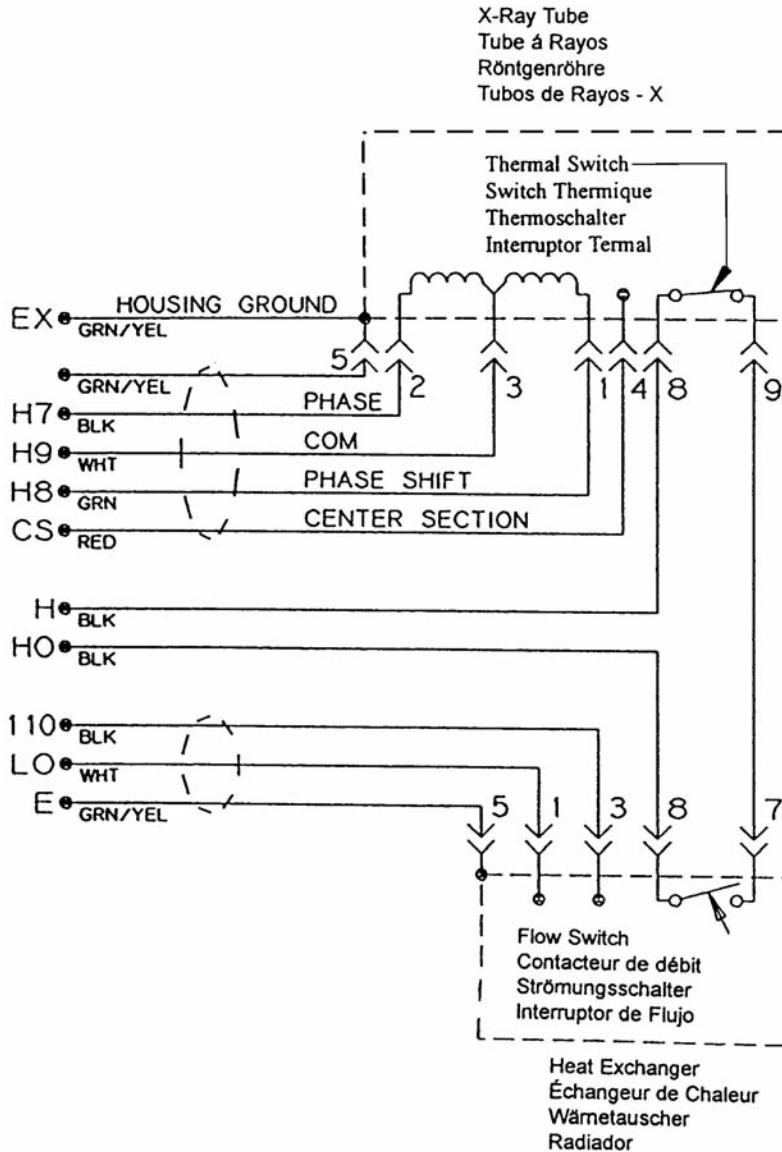 X-Ray Tube
Tube á Rayos
Röntgenröhre
Tubos de Rayos - X
Thermal Switch
Switch Thermique
Thermoschalter
Interruptor Termal
EX HOUSING GROUND
GRN/YEL
5 2 3 1 4 8 9
GRN/YEL
H7 PHASE
BLK
H9 COM
WHT
H8 PHASE SHIFT
GRN
CS CENTER SECTION
RED
H
BLK
HO
BLK
110
BLK
LO
WHT
E
GRN/YEL
5 1 3 8 7
Flow Switch
Contacteur de débit
Strömungsschalter
Interruptor de Flujo
Heat Exchanger
Échangeur de Chaleur
Wärnetauscher
Radiador